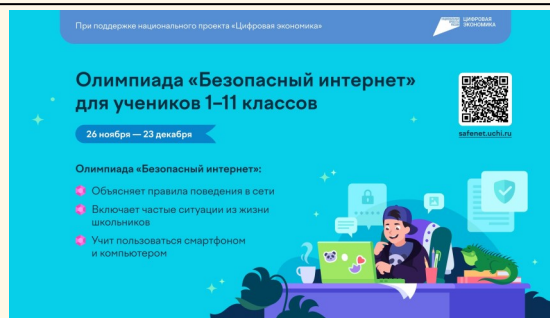 При поддержке национального проекта «Цифровая экономика»
ЦИФРОВАЯ
ЭКОНОМИКА
Олимпиада «Безопасный интернет»
для учеников 1–11 классов
26 ноября — 23 декабря
safenet.uchi.ru
Олимпиада «Безопасный интернет»:
Объясняет правила поведения в сети
Включает частые ситуации из жизни
школьников
Учит пользоваться смартфоном
и компьютером